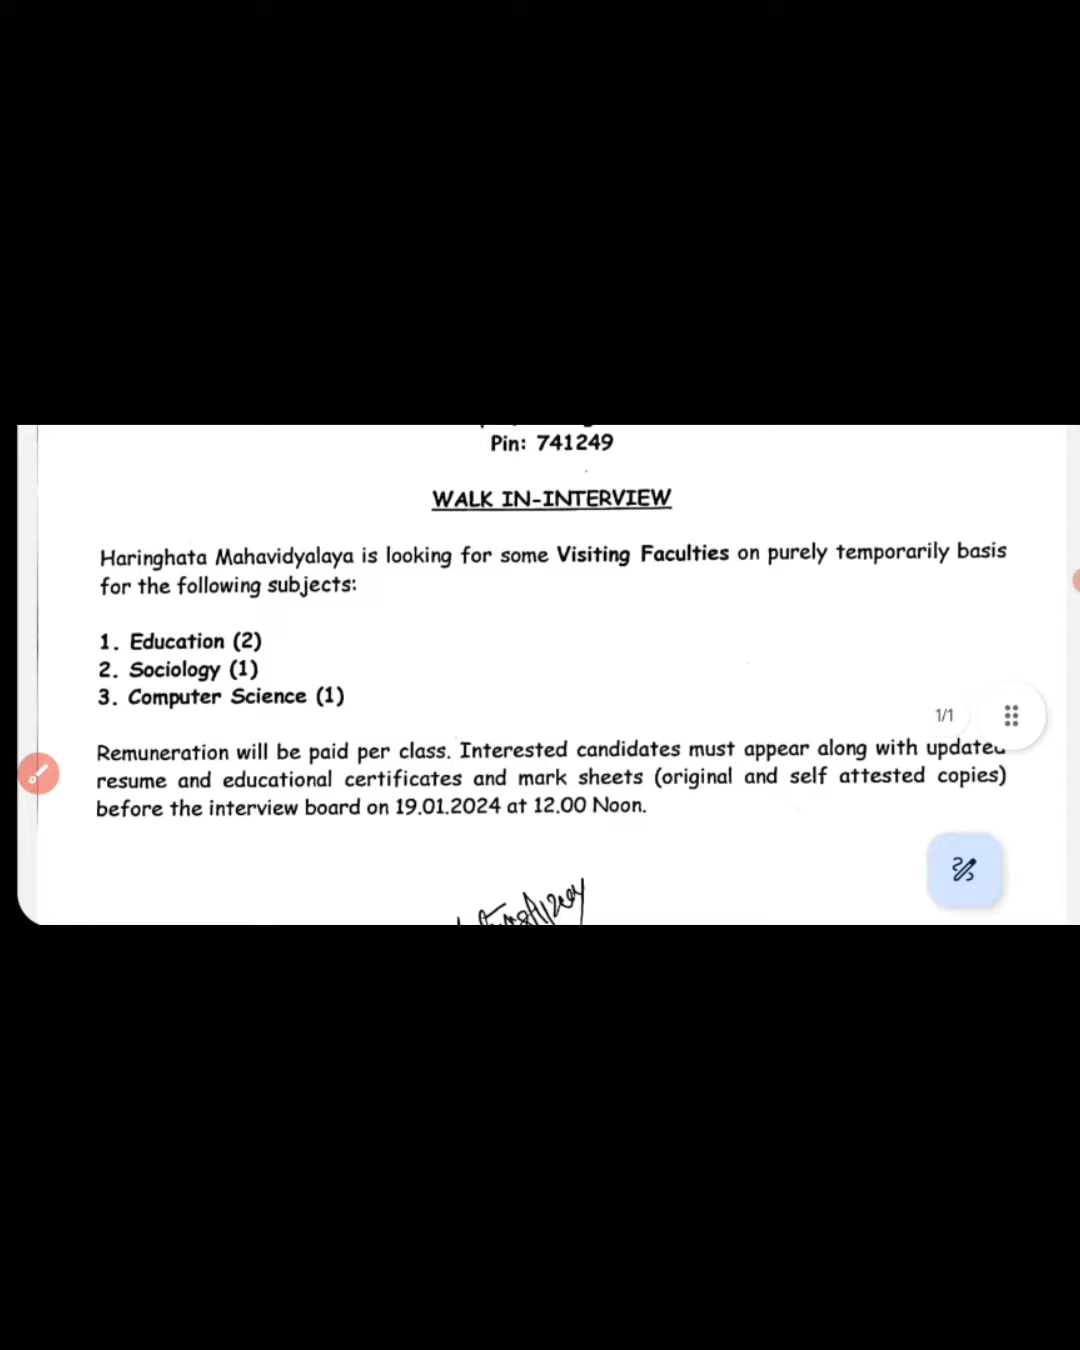 Pin: 741249
WALK IN-INTERVIEW
Haringhata Mahavidyalaya is looking for some Visiting Faculties on purely temporarily basis
for the following subjects:
1. Education (2)
2. Sociology (1)
3. Computer Science (1)
1/1
Remuneration will be paid per class. Interested candidates must appear along with updated
resume and educational certificates and mark sheets (original and self attested copies)
before the interview board on 19.01.2024 at 12.00 Noon.